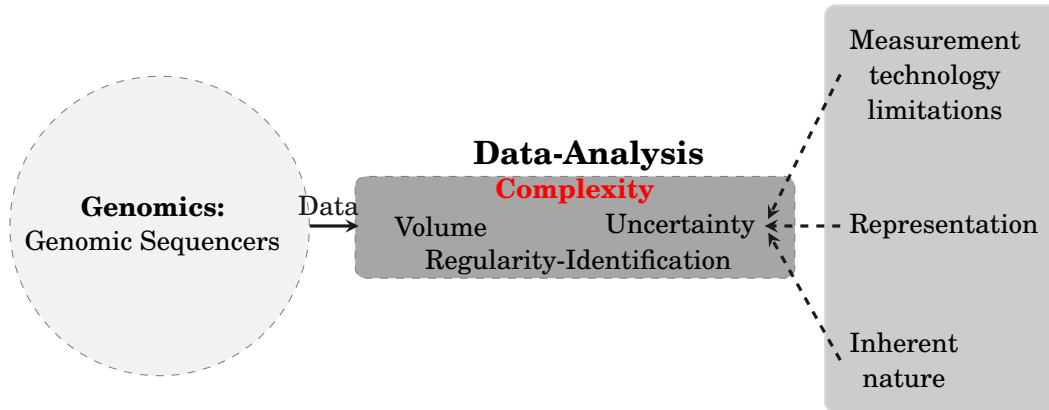 Genomics:
Genomic Sequencers
Data
Data-Analysis
Complexity
Volume
Uncertainty
Regularity-Identification
Measurement
technology
limitations
Representation
Inherent
nature